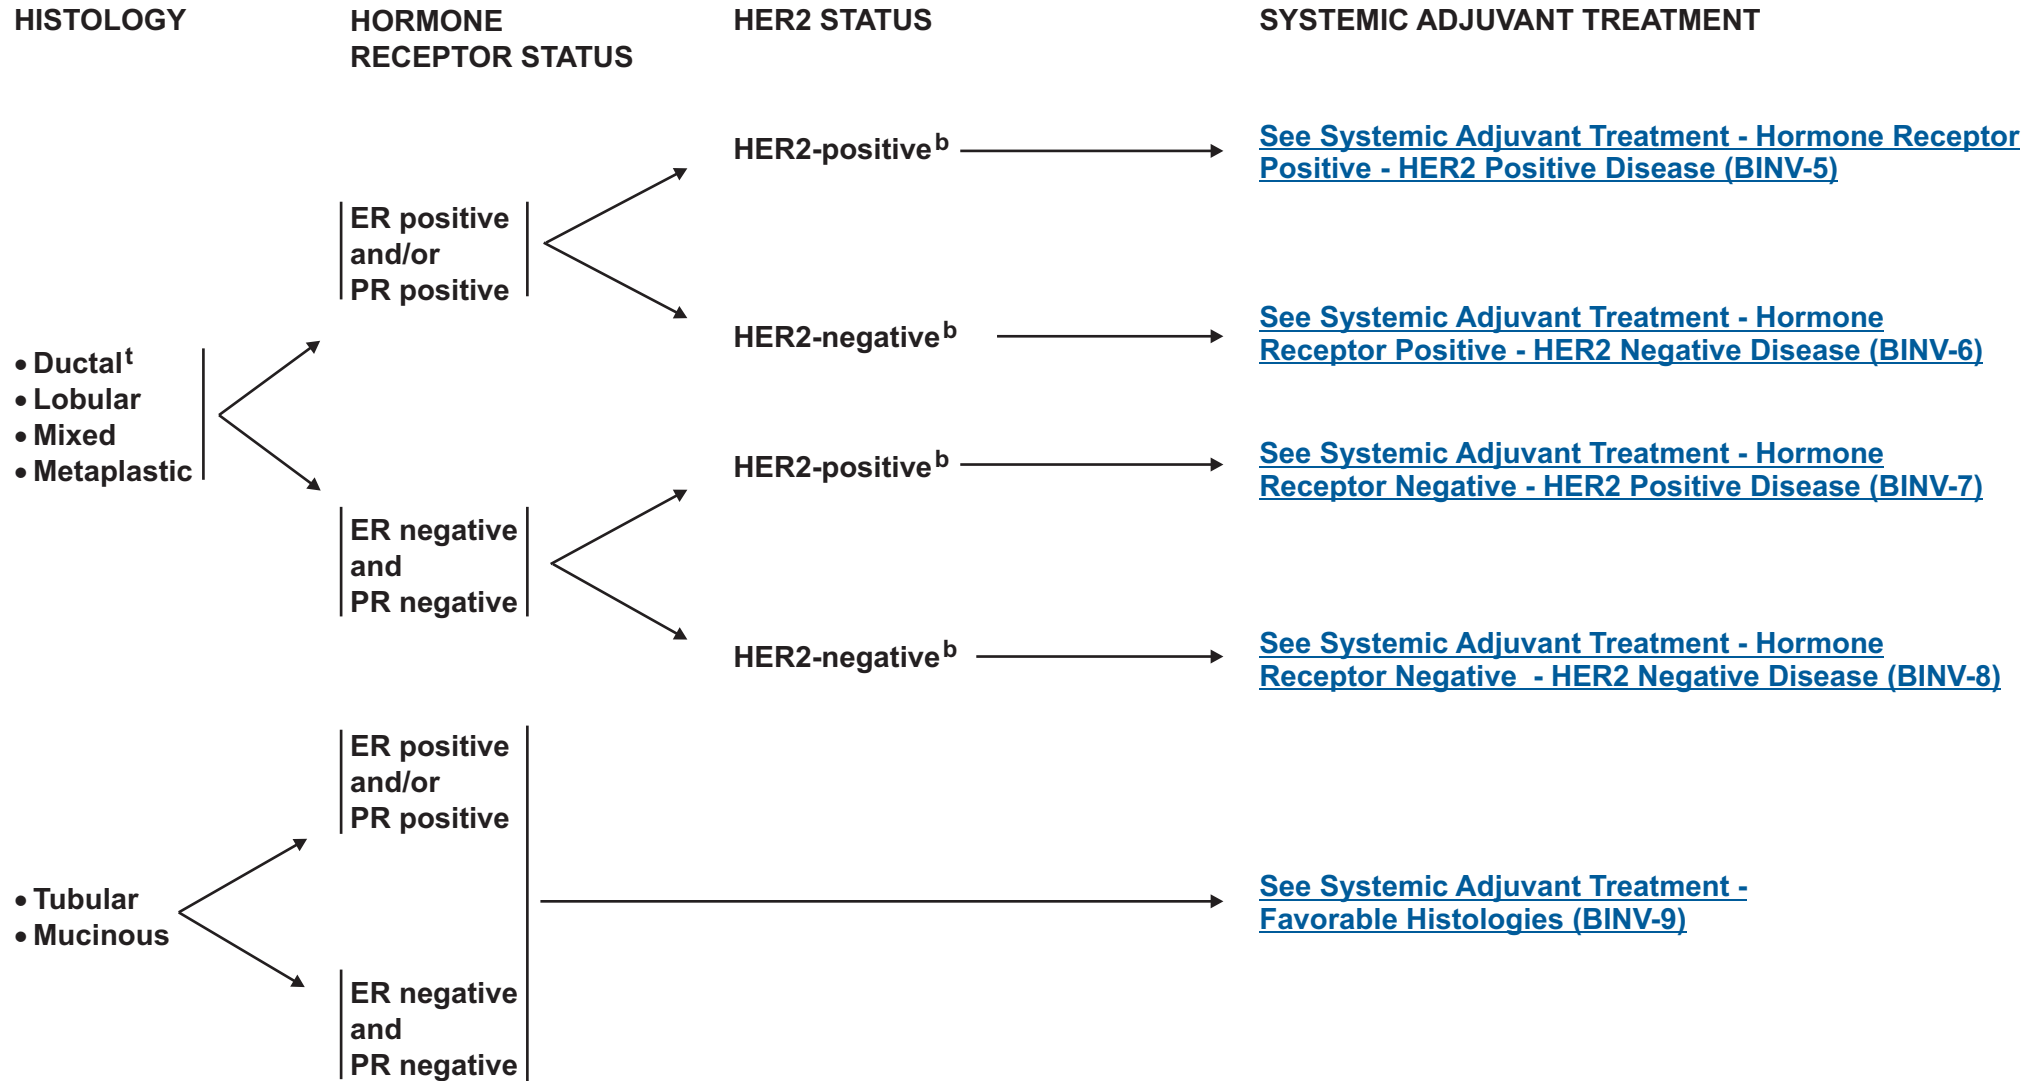 HISTOLOGY
HORMONE
RECEPTOR STATUS
HER2 STATUS
SYSTEMIC ADJUVANT TREATMENT
• Ductal t
• Lobular
• Mixed
• Metaplastic
ER positive
and/or
PR positive
HER2-positive b
See Systemic Adjuvant Treatment - Hormone Receptor
Positive - HER2 Positive Disease (BINV-5)
HER2-negative b
See Systemic Adjuvant Treatment - Hormone
Receptor Positive - HER2 Negative Disease (BINV-6)
ER negative
and
PR negative
HER2-positive b
See Systemic Adjuvant Treatment - Hormone
Receptor Negative - HER2 Positive Disease (BINV-7)
HER2-negative b
See Systemic Adjuvant Treatment - Hormone
Receptor Negative - HER2 Negative Disease (BINV-8)
• Tubular
• Mucinous
ER positive
and/or
PR positive
ER negative
and
PR negative
See Systemic Adjuvant Treatment -
Favorable Histologies (BINV-9)